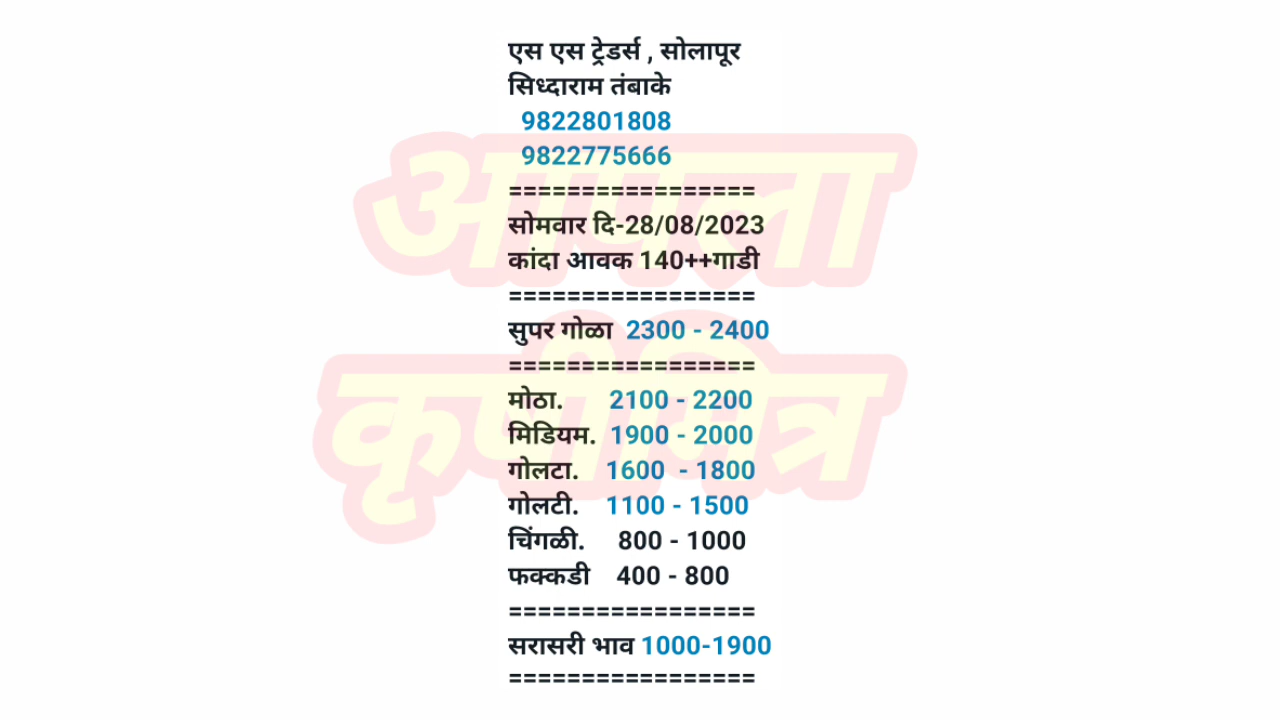 एस एस ट्रेडर्स , सोलापूर
सिध्दाराम तंबाके
9822801808
9822775666
=================
सोमवार दि-28/08/2023
कांदा आवक 140++गाडी
=================
सुपर गोळा 2300 - 2400
=================
मोठा. 2100 - 2200
मिडियम. 1900 - 2000
गोलटा. 1600 - 1800
गोलटी. 1100 - 1500
चिंगळी. 800 - 1000
फक्कडी 400 - 800
=================
सरासरी भाव 1000-1900
=================
आपला
कृषीमित्र